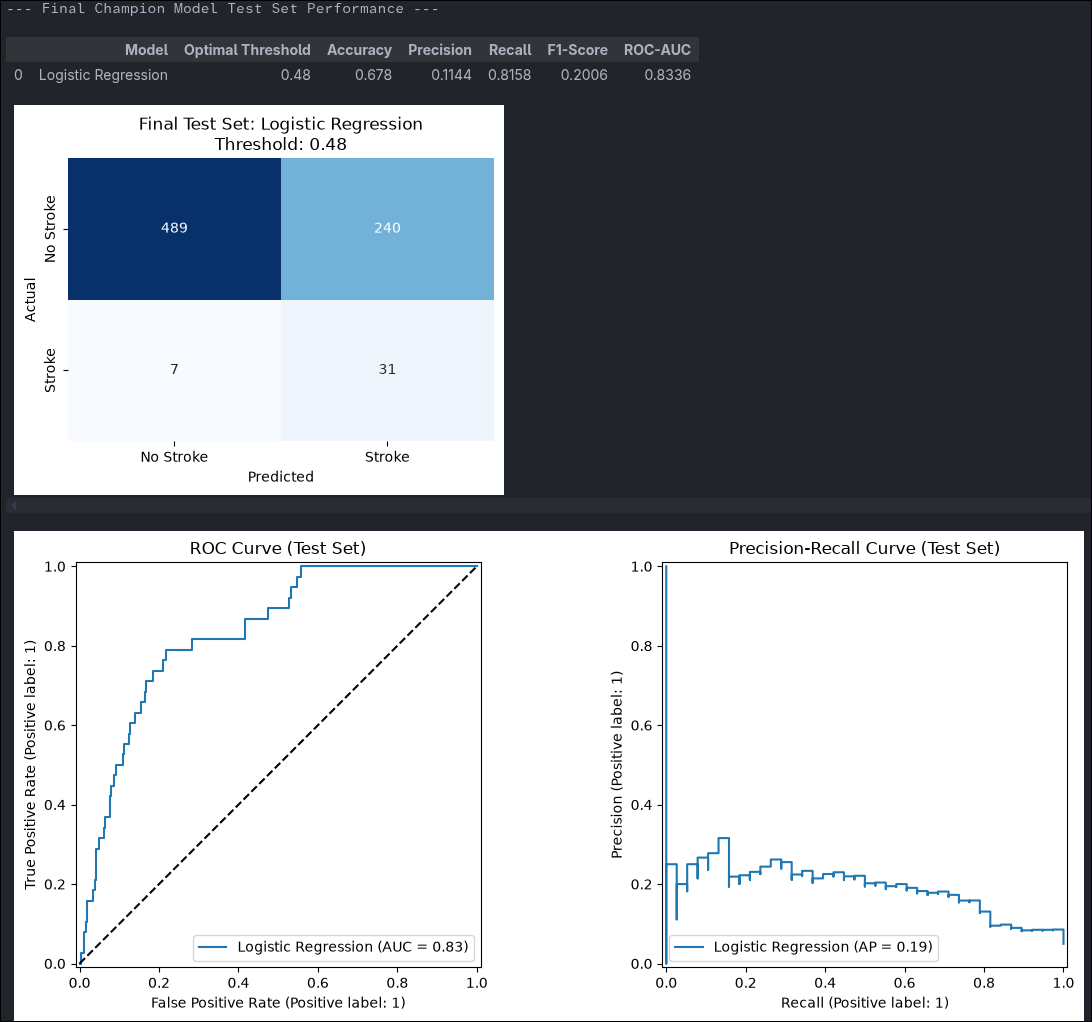 --- Final Champion Model Test Set Performance ---
Model Optimal Threshold Accuracy Precision Recall F1-Score ROC-AUC
0 Logistic Regression 0.48 0.678 0.1144 0.8158 0.2006 0.8336
Final Test Set: Logistic Regression
Threshold: 0.48
Actual
No Stroke
489 240
Stroke
7 31
No Stroke Stroke
Predicted
ROC Curve (Test Set)
True Positive Rate (Positive label: 1)
1.0
0.8
0.6
0.4
0.2
0.0
Logistic Regression (AUC = 0.83)
0.0 0.2 0.4 0.6 0.8 1.0
False Positive Rate (Positive label: 1)
Precision-Recall Curve (Test Set)
Precision (Positive label: 1)
1.0
0.8
0.6
0.4
0.2
0.0
Logistic Regression (AP = 0.19)
0.0 0.2 0.4 0.6 0.8 1.0
Recall (Positive label: 1)